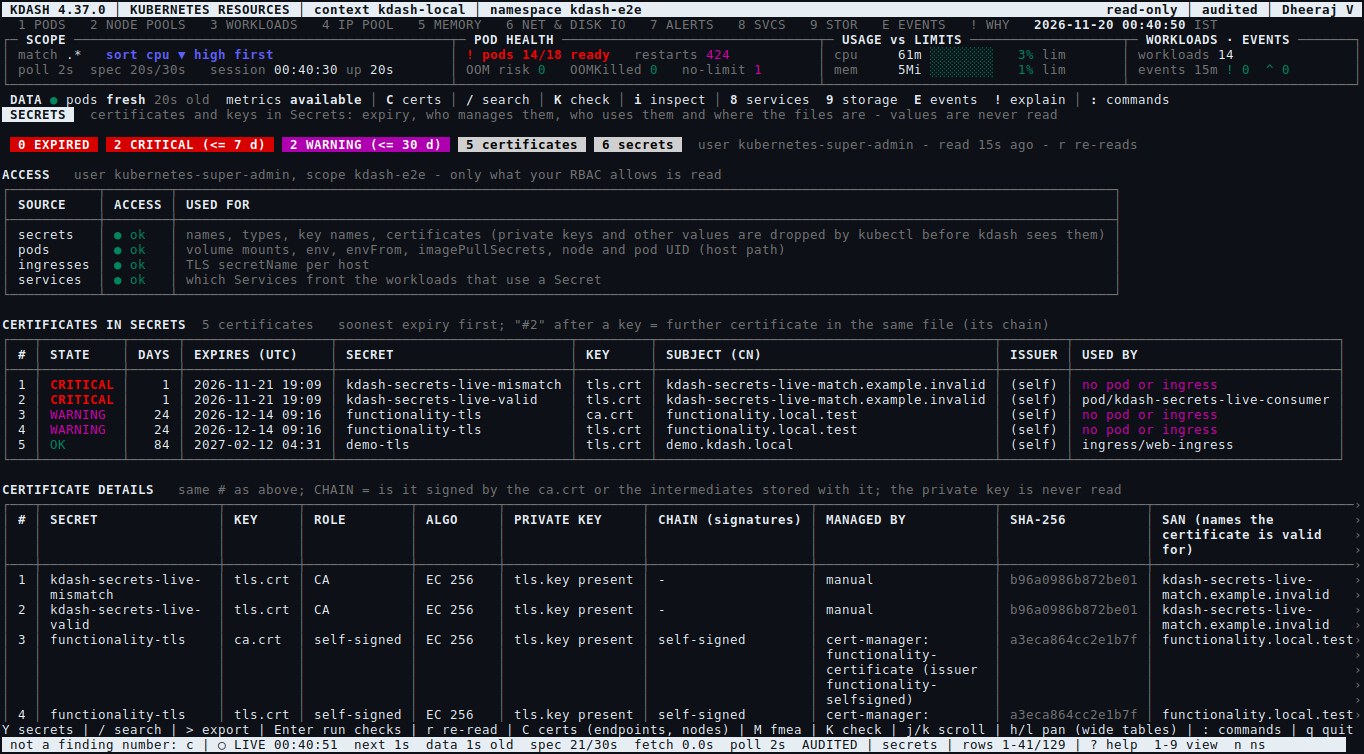 KDASH 4.37.0 │ KUBERNETES RESOURCES │ context kdash-local │ namespace kdash-e2e read-only │ audited │ Dheeraj V
1 PODS 2 NODE POOLS 3 WORKLOADS 4 IP POOL 5 MEMORY 6 NET & DISK IO 7 ALERTS 8 SVCS 9 STOR E EVENTS ! WHY 2026-11-20 00:40:50 IST
SCOPE POD HEALTH USAGE vs LIMITS WORKLOADS · EVENTS
match .* sort cpu ▼ high first ! pods 14/18 ready restarts 424 cpu 61m 3% lim workloads 14
poll 2s spec 20s/30s session 00:40:30 up 20s OOM risk 0 OOMKilled 0 no-limit 1 mem 5Mi 1% lim events 15m ! 0 ^ 0
DATA ● pods fresh 20s old metrics available │ C certs │ / search │ K check │ i inspect │ 8 services 9 storage E events ! explain │ : commands
SECRETS certificates and keys in Secrets: expiry, who manages them, who uses them and where the files are - values are never read
0 EXPIRED 2 CRITICAL (<= 7 d) 2 WARNING (<= 30 d) 5 certificates 6 secrets user kubernetes-super-admin - read 15s ago - r re-reads
ACCESS user kubernetes-super-admin, scope kdash-e2e - only what your RBAC allows is read
SOURCE ACCESS USED FOR
secrets ● ok names, types, key names, certificates (private keys and other values are dropped by kubectl before kdash sees them)
pods ● ok volume mounts, env, envFrom, imagePullSecrets, node and pod UID (host path)
ingresses ● ok TLS secretName per host
services ● ok which Services front the workloads that use a Secret
CERTIFICATES IN SECRETS 5 certificates soonest expiry first; "#2" after a key = further certificate in the same file (its chain)
# STATE DAYS EXPIRES (UTC) SECRET KEY SUBJECT (CN) ISSUER USED BY
1 CRITICAL 1 2026-11-21 19:09 kdash-secrets-live-mismatch tls.crt kdash-secrets-live-match.example.invalid (self) no pod or ingress
2 CRITICAL 1 2026-11-21 19:09 kdash-secrets-live-valid tls.crt kdash-secrets-live-match.example.invalid (self) pod/kdash-secrets-live-consumer
3 WARNING 24 2026-12-14 09:16 functionality-tls ca.crt functionality.local.test (self) no pod or ingress
4 WARNING 24 2026-12-14 09:16 functionality-tls tls.crt functionality.local.test (self) no pod or ingress
5 OK 84 2027-02-12 04:31 demo-tls tls.crt demo.kdash.local (self) ingress/web-ingress
CERTIFICATE DETAILS same # as above; CHAIN = is it signed by the ca.crt or the intermediates stored with it; the private key is never read
# SECRET KEY ROLE ALGO PRIVATE KEY CHAIN (signatures) MANAGED BY SHA-256 SAN (names the
certificate is valid
for)
1 kdash-secrets-live- tls.crt CA EC 256 tls.key present - manual b96a0986b872be01 kdash-secrets-live-
mismatch match.example.invalid
2 kdash-secrets-live- tls.crt CA EC 256 tls.key present - manual b96a0986b872be01 kdash-secrets-live-
valid match.example.invalid
3 functionality-tls ca.crt self-signed EC 256 tls.key present self-signed cert-manager: a3eca864cc2e1b7f functionality.local.test
functionality-
certificate (issuer
functionality-
selfsigned)
4 functionality-tls tls.crt self-signed EC 256 tls.key present self-signed cert-manager: a3eca864cc2e1b7f functionality.local.test
Y secrets | / search | > export | Enter run checks | r re-read | C certs (endpoints, nodes) | M fmea | K check | j/k scroll | h/l pan (wide tables) | : commands | q quit
not a finding number: c │ ○ LIVE 00:40:51 next 1s data 1s old spec 21/30s fetch 0.0s poll 2s AUDITED │ secrets │ rows 1-41/129 │ ? help 1-9 view n ns